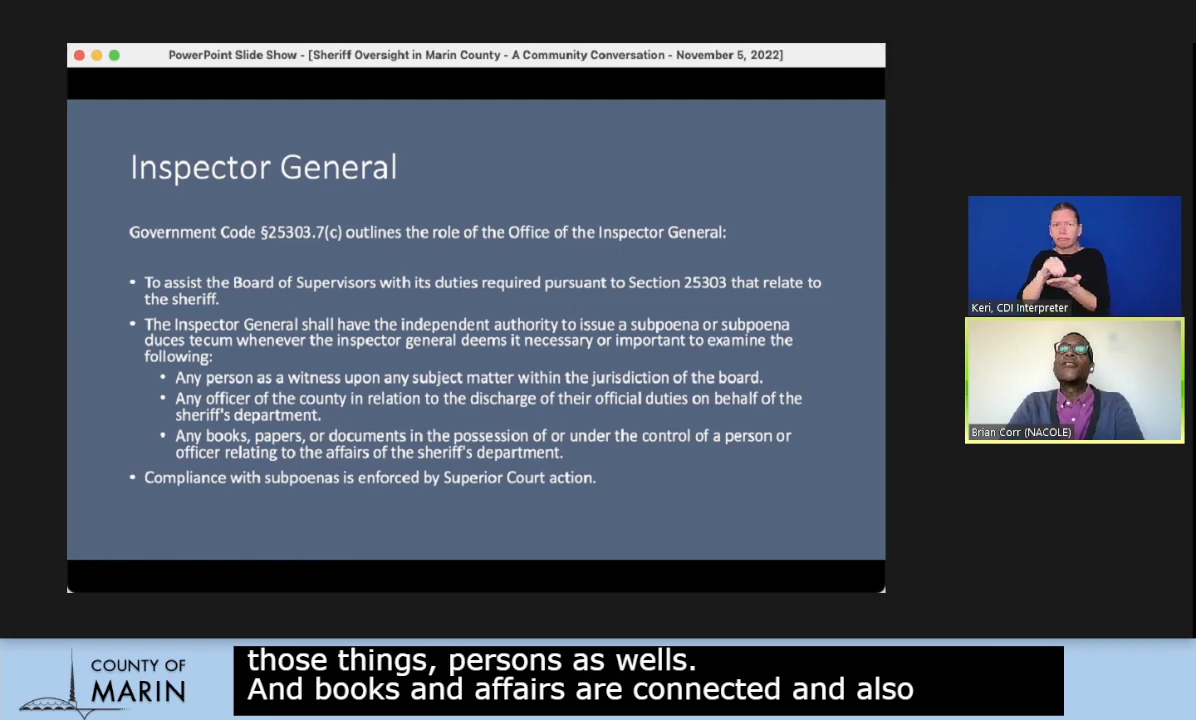 PowerPoint Slide Show - [Sheriff Oversight in Marin County - A Community Conversation - November 5, 2022]
Inspector General
Government Code §25303.7(c) outlines the role of the Office of the Inspector General:
• To assist the Board of Supervisors with its duties required pursuant to Section 25303 that relate to
the sheriff.
• The Inspector General shall have the independent authority to issue a subpoena or subpoena
duces tecum whenever the inspector general deems it necessary or important to examine the
following:
• Any person as a witness upon any subject matter within the jurisdiction of the board.
• Any officer of the county in relation to the discharge of their official duties on behalf of the
sheriff's department.
• Any books, papers, or documents in the possession of or under the control of a person or
officer relating to the affairs of the sheriff's department.
• Compliance with subpoenas is enforced by Superior Court action.
Keri, CDI Interpreter
Brian Corr (NACOLE)
COUNTY OF
MARIN
those things, persons as wells.
And books and affairs are connected and also